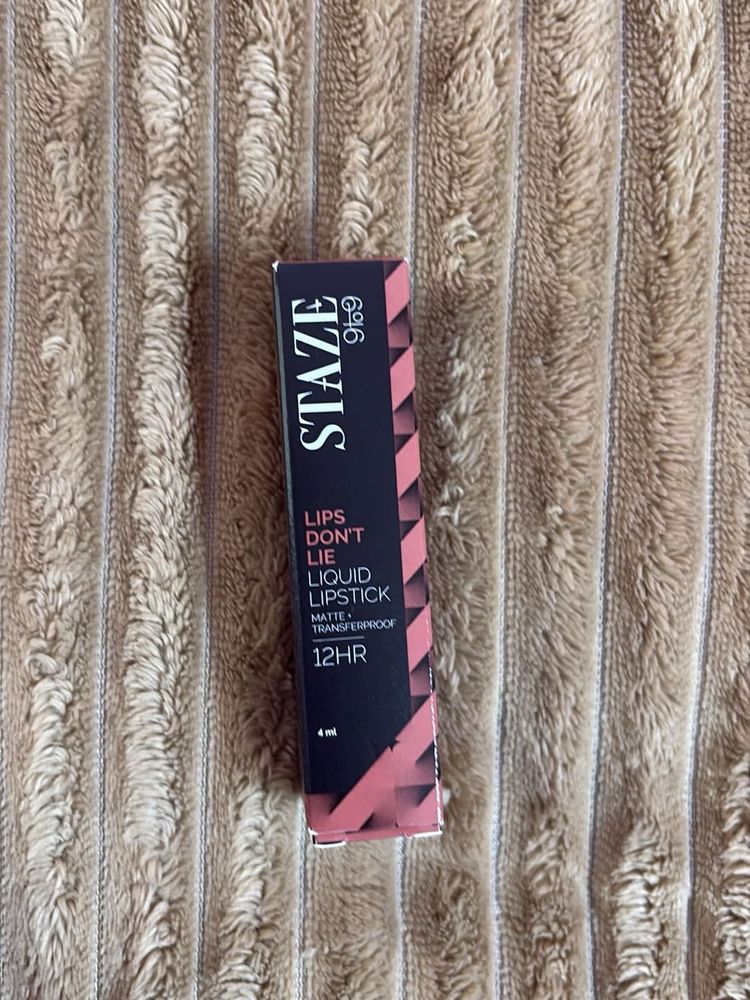 STAZE
9to9
LIPS
DON'T
LIE
LIQUID
LIPSTICK
MATTE •
TRANSFERPROOF
12HR
4 ml